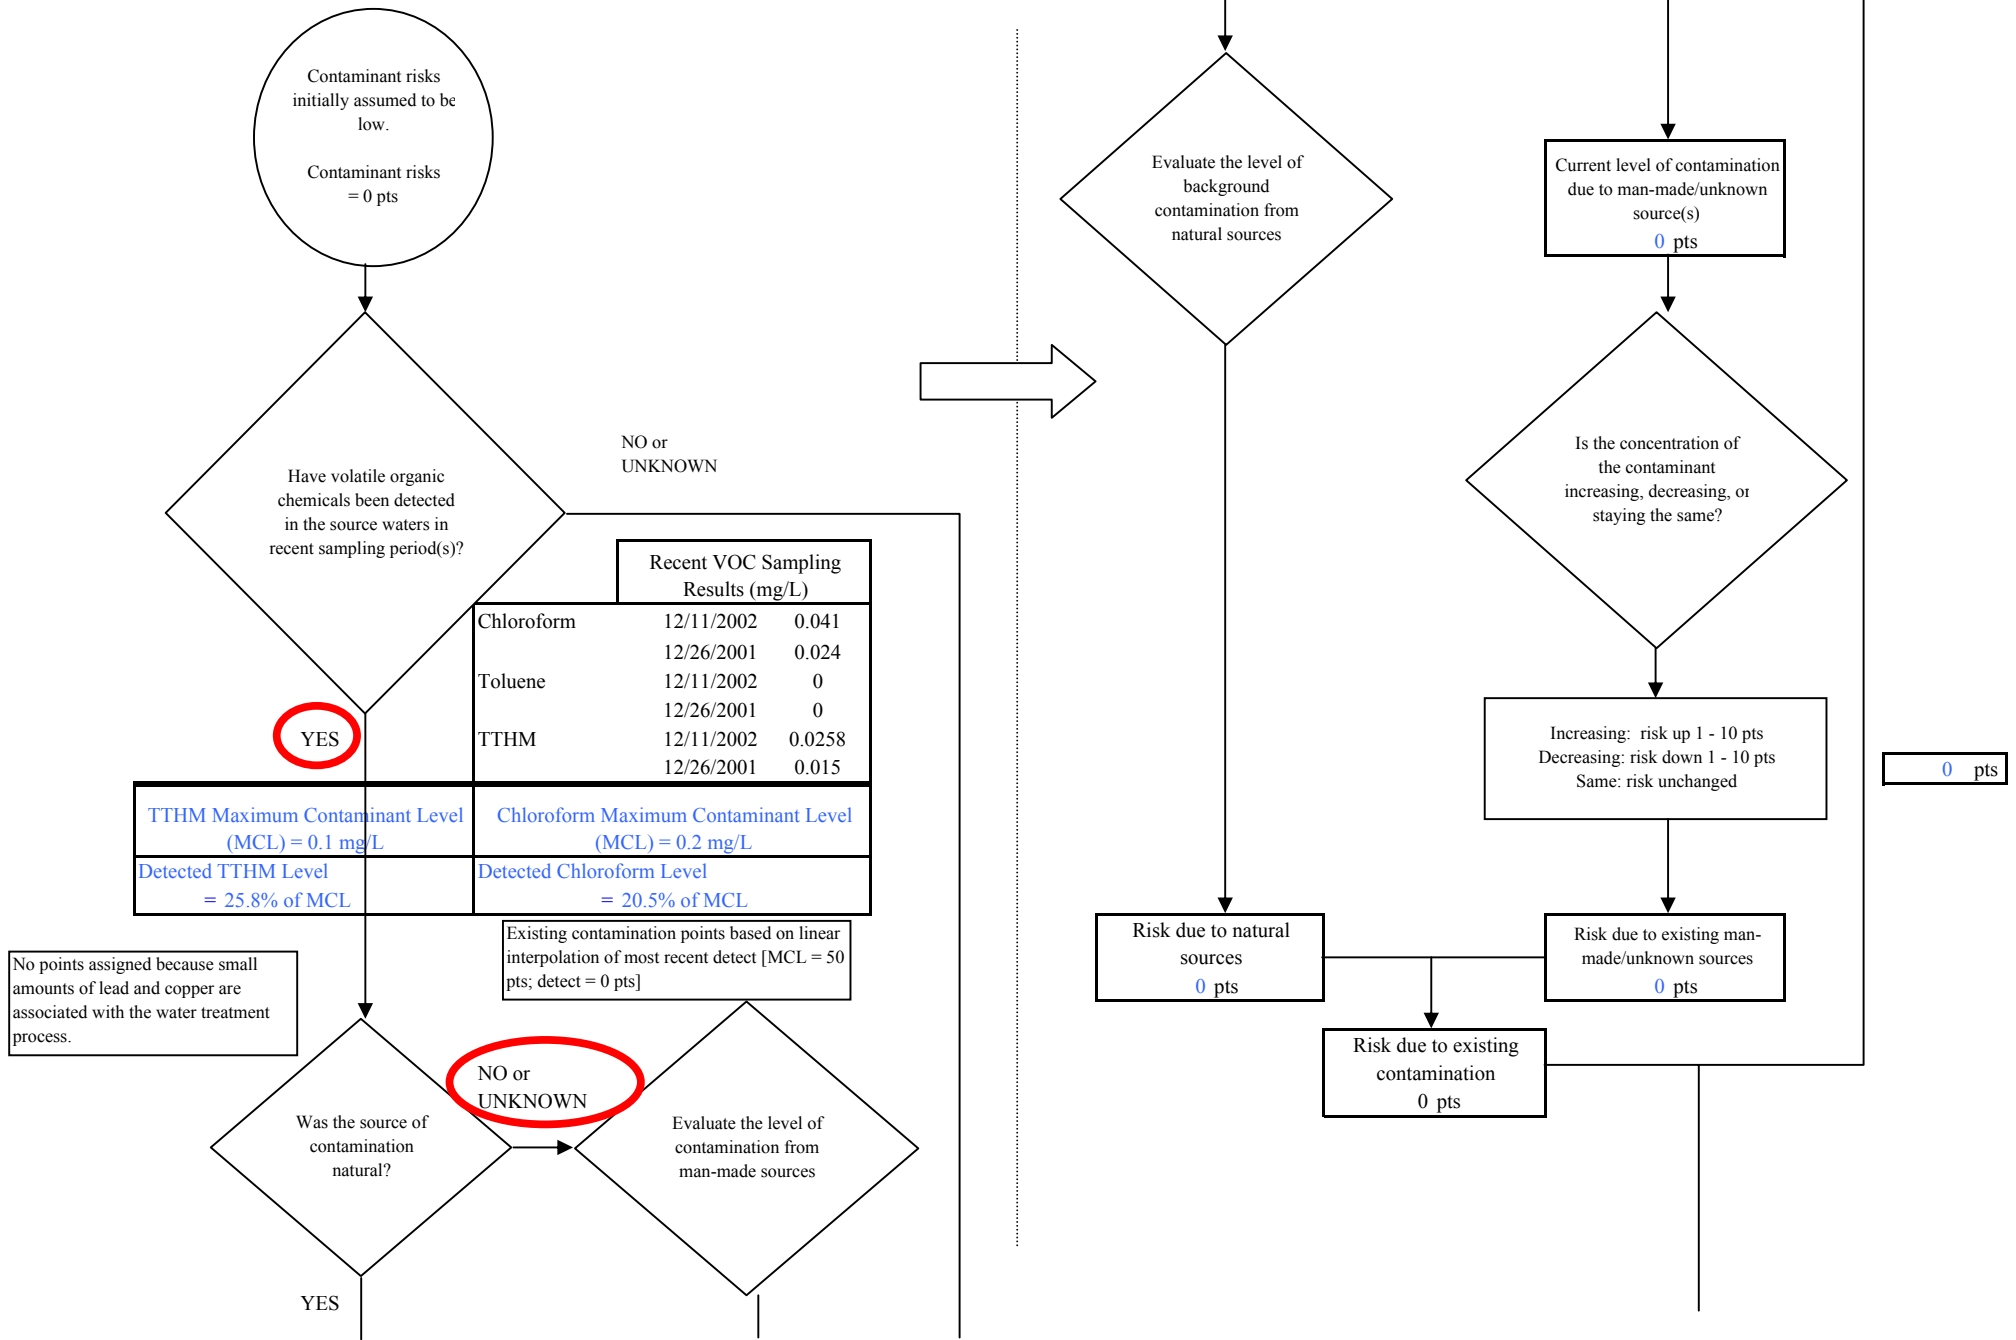 Contaminant risks
initially assumed to be
low.
Contaminant risks
= 0 pts
Have volatile organic
chemicals been detected
in the source waters in
recent sampling period(s)?
NO or
UNKNOWN
YES
Recent VOC Sampling
Results (mg/L)
Chloroform 12/11/2002 0.041
12/26/2001 0.024
Toluene 12/11/2002 0
12/26/2001 0
TTHM 12/11/2002 0.0258
12/26/2001 0.015
TTHM Maximum Contaminant Level
(MCL) = 0.1 mg/L
Chloroform Maximum Contaminant Level
(MCL) = 0.2 mg/L
Detected TTHM Level
= 25.8% of MCL
Detected Chloroform Level
= 20.5% of MCL
Existing contamination points based on linear
interpolation of most recent detect [MCL = 50
pts; detect = 0 pts]
No points assigned because small
amounts of lead and copper are
associated with the water treatment
process.
Was the source of
contamination
natural?
NO or
UNKNOWN
Evaluate the level of
contamination from
man-made sources
YES
Evaluate the level of
background
contamination from
natural sources
Current level of contamination
due to man-made/unknown
source(s)
0 pts
Is the concentration of
the contaminant
increasing, decreasing, or
staying the same?
Increasing: risk up 1 - 10 pts
Decreasing: risk down 1 - 10 pts
Same: risk unchanged
0 pts
Risk due to natural
sources
0 pts
Risk due to existing man-
made/unknown sources
0 pts
Risk due to existing
contamination
0 pts